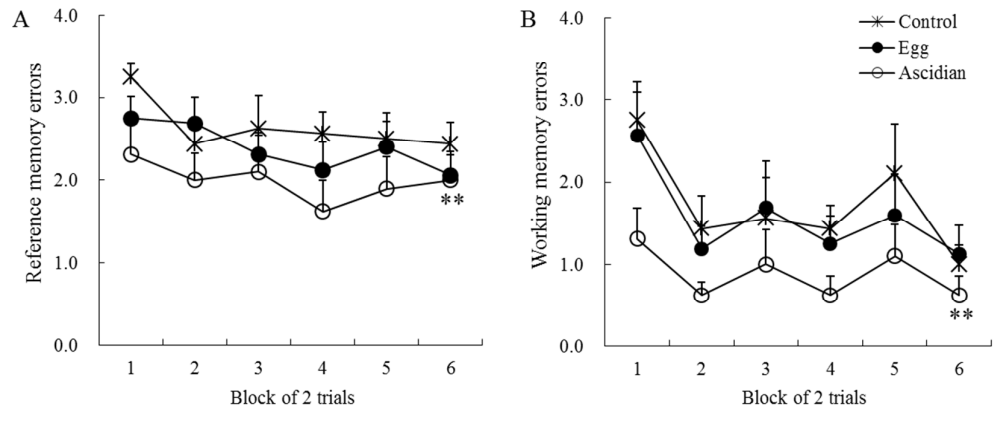 A
Reference memory errors
4.0
3.0
2.0
1.0
0.0
**
1 2 3 4 5 6
Block of 2 trials
B
Working memory errors
4.0
3.0
2.0
1.0
0.0
Control
Egg
Ascidian
**
1 2 3 4 5 6
Block of 2 trials